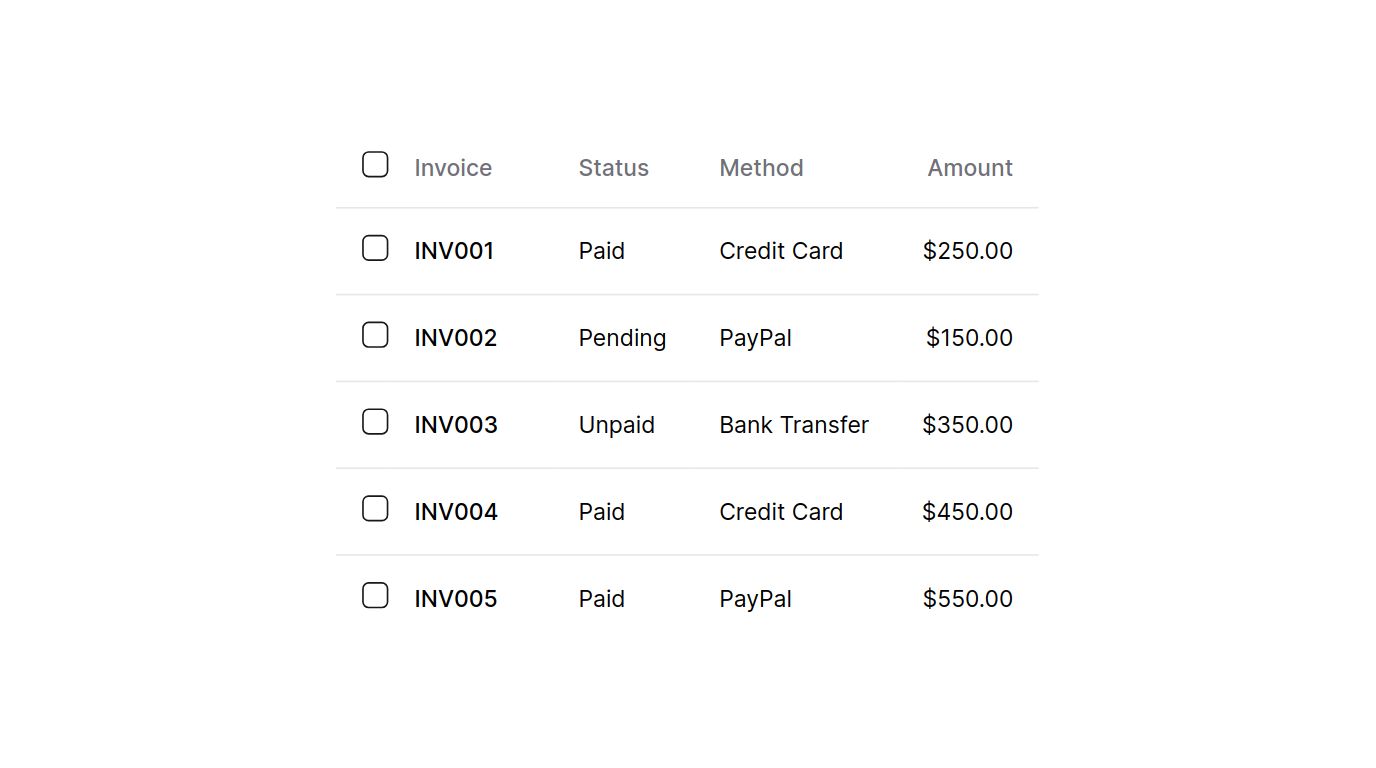 Invoice Status Method Amount
INV001 Paid Credit Card $250.00
INV002 Pending PayPal $150.00
INV003 Unpaid Bank Transfer $350.00
INV004 Paid Credit Card $450.00
INV005 Paid PayPal $550.00